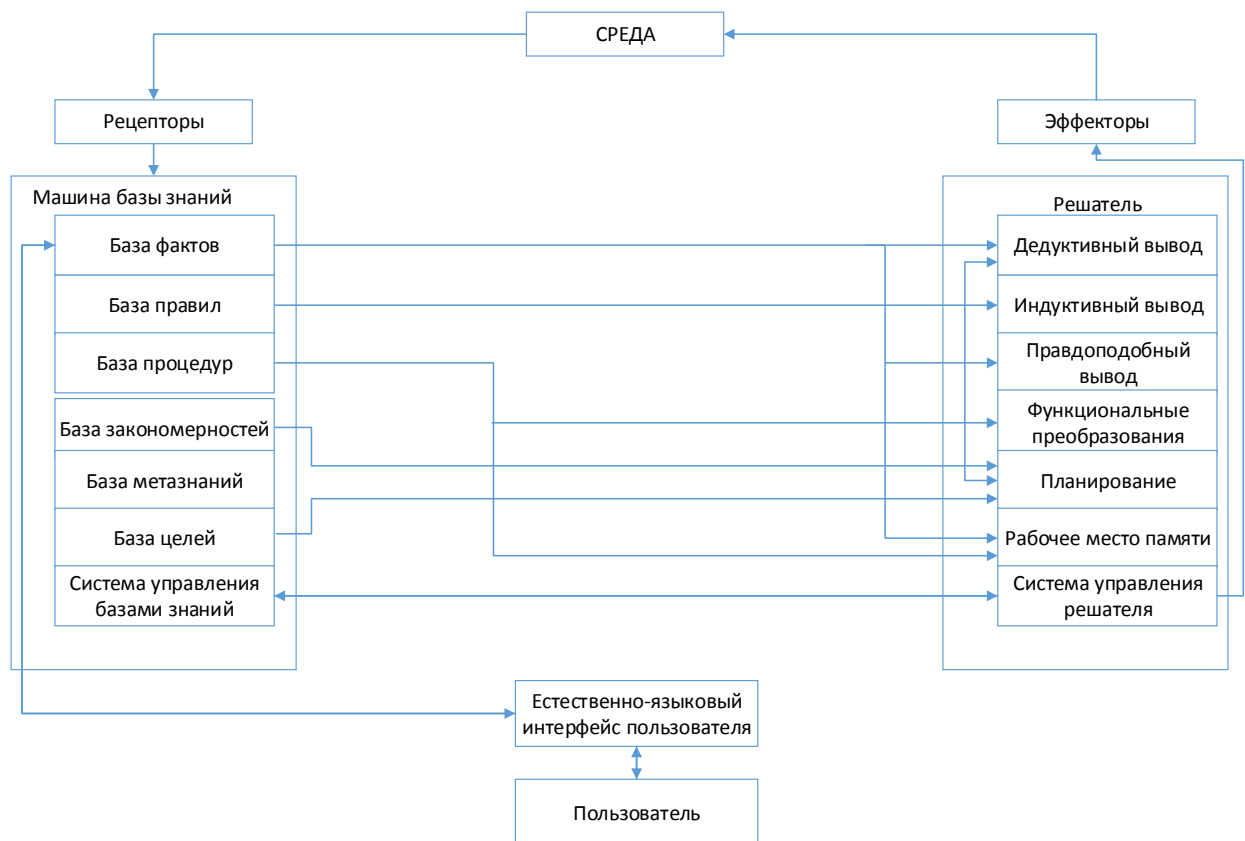 СРЕДА
Рецепторы
Эффекторы
Машина базы знаний
База фактов
База правил
База процедур
База закономерностей
База метазнаний
База целей
Система управления
базами знаний
Решатель
Дедуктивный вывод
Индуктивный вывод
Правдоподобный
вывод
Функциональные
преобразования
Планирование
Рабочее место памяти
Система управления
решателя
Естественно-языковый
интерфейс пользователя
Пользователь